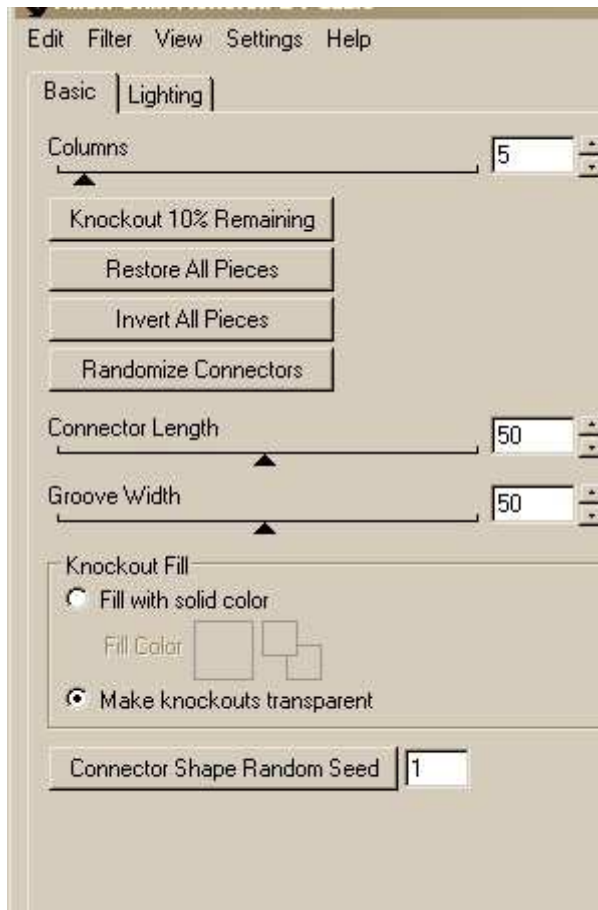 Edit Filter View Settings Help
Basic Lighting
Columns 5
Knockout 10% Remaining
Restore All Pieces
Invert All Pieces
Randomize Connectors
Connector Length 50
Groove Width 50
Knockout Fill
Fill with solid color
Fill Color
Make knockouts transparent
Connector Shape Random Seed 1